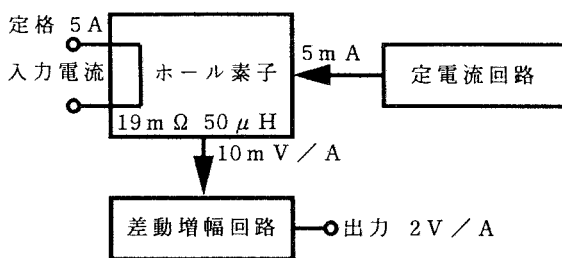 定格 5A
入力電流
ホール素子
19mΩ 50μH
5mA
定電流回路
10mV/A
差動増幅回路
出力 2V/A